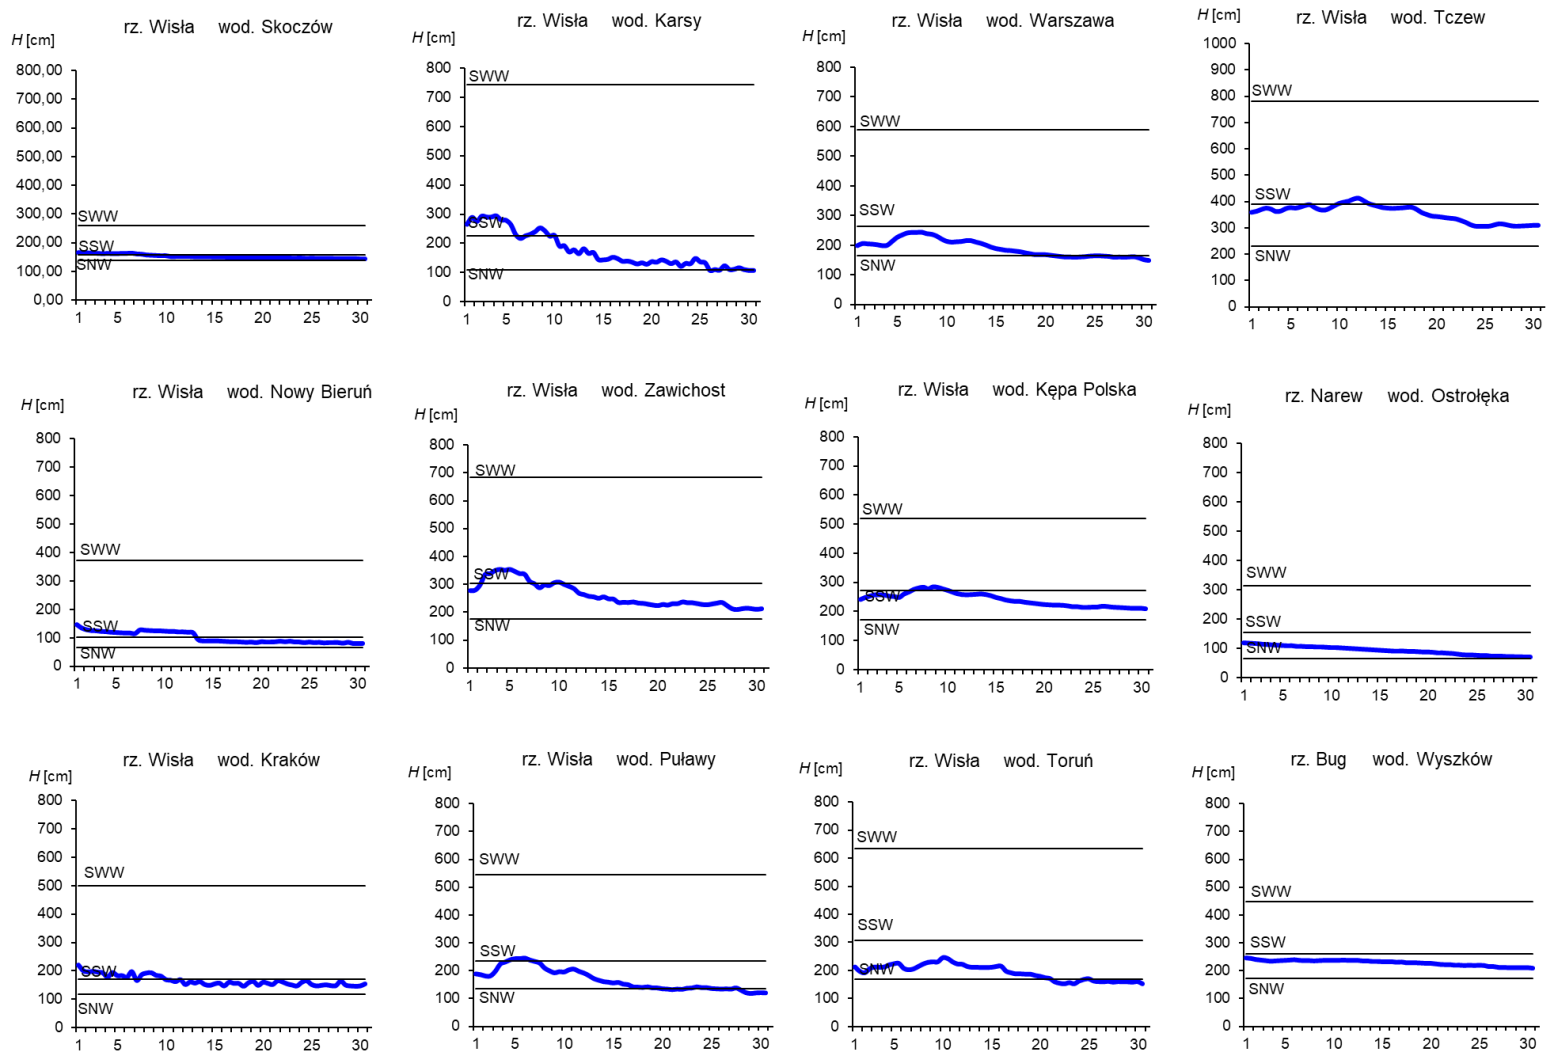 rz. Wisła wod. Skoczów
H [cm]
800,00
700,00
600,00
500,00
400,00
300,00
200,00
100,00
0,00
SWW
SSW
SNW
1 5 10 15 20 25 30
rz. Wisła wod. Karsy
H [cm]
800
700
600
500
400
300
200
100
0
SWW
SSW
SNW
1 5 10 15 20 25 30
rz. Wisła wod. Warszawa
H [cm]
800
700
600
500
400
300
200
100
0
SWW
SSW
SNW
1 5 10 15 20 25 30
rz. Wisła wod. Tczew
H [cm]
1000
900
800
700
600
500
400
300
200
100
0
SWW
SSW
SNW
1 5 10 15 20 25 30
rz. Wisła wod. Nowy Bieruń
H [cm]
800
700
600
500
400
300
200
100
0
SWW
SSW
SNW
1 5 10 15 20 25 30
rz. Wisła wod. Zawichost
H [cm]
800
700
600
500
400
300
200
100
0
SWW
SSW
SNW
1 5 10 15 20 25 30
rz. Wisła wod. Kępa Polska
H [cm]
800
700
600
500
400
300
200
100
0
SWW
SSW
SNW
1 5 10 15 20 25 30
rz. Narew wod. Ostrołęka
H [cm]
800
700
600
500
400
300
200
100
0
SWW
SSW
SNW
1 5 10 15 20 25 30
rz. Wisła wod. Kraków
H [cm]
800
700
600
500
400
300
200
100
0
SWW
SSW
SNW
1 5 10 15 20 25 30
rz. Wisła wod. Puławy
H [cm]
800
700
600
500
400
300
200
100
0
SWW
SSW
SNW
1 5 10 15 20 25 30
rz. Wisła wod. Toruń
H [cm]
800
700
600
500
400
300
200
100
0
SWW
SSW
SNW
1 5 10 15 20 25 30
rz. Bug wod. Wyszków
H [cm]
800
700
600
500
400
300
200
100
0
SWW
SSW
SNW
1 5 10 15 20 25 30